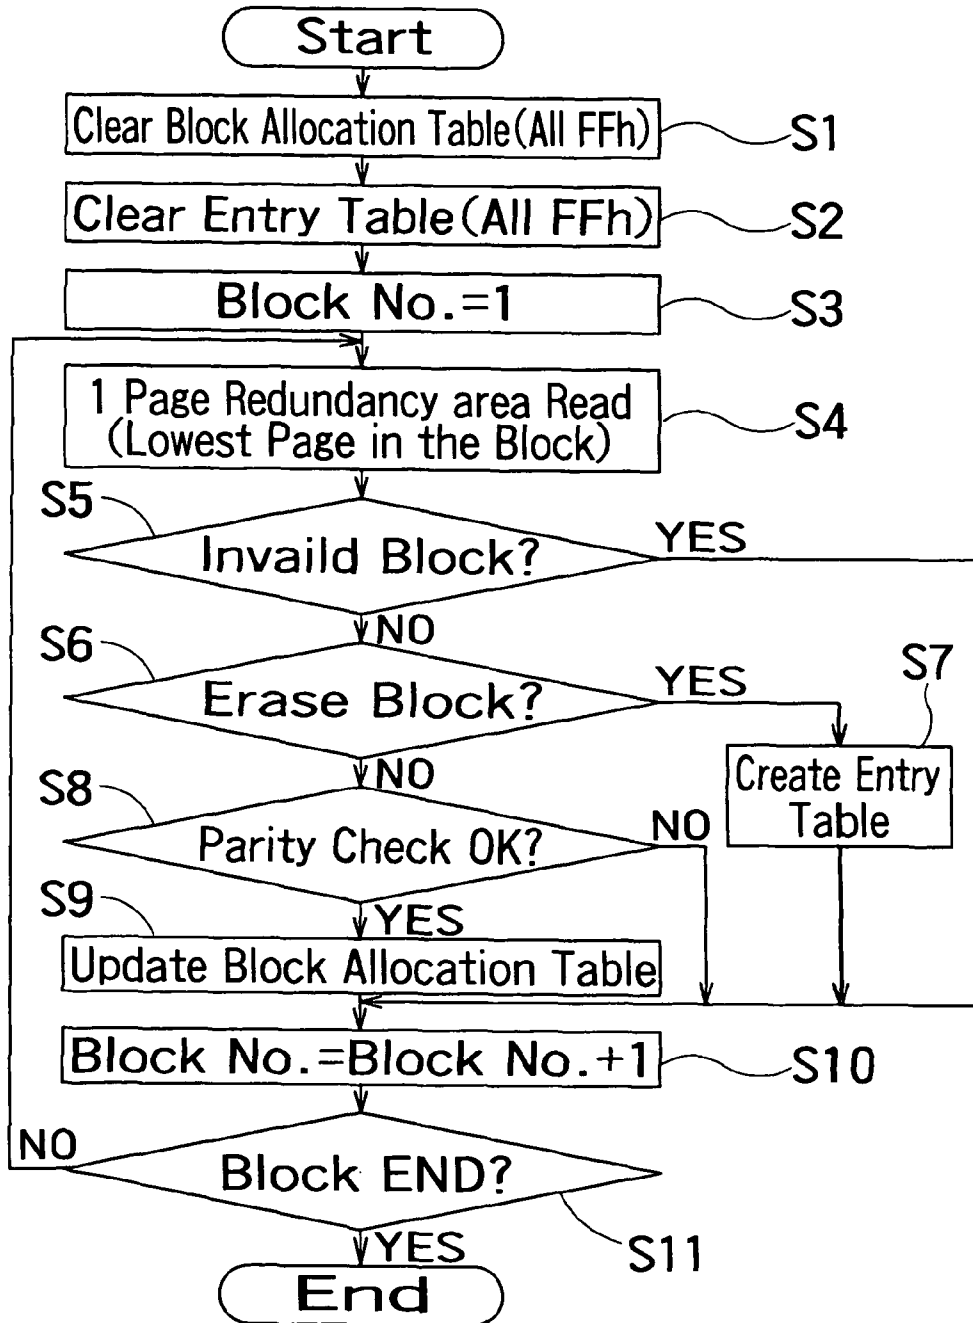 Start
Clear Block Allocation Table(All FFh)
S1
Clear Entry Table(All FFh)
S2
Block No.=1
S3
1 Page Redundancy area Read
(Lowest Page in the Block)
S4
S5
Invaild Block?
YES
NO
S6
Erase Block?
YES
S7
NO
Create Entry
Table
S8
Parity Check OK?
NO
YES
S9
Update Block Allocation Table
Block No.=Block No.+1
S10
NO
Block END?
S11
YES
End